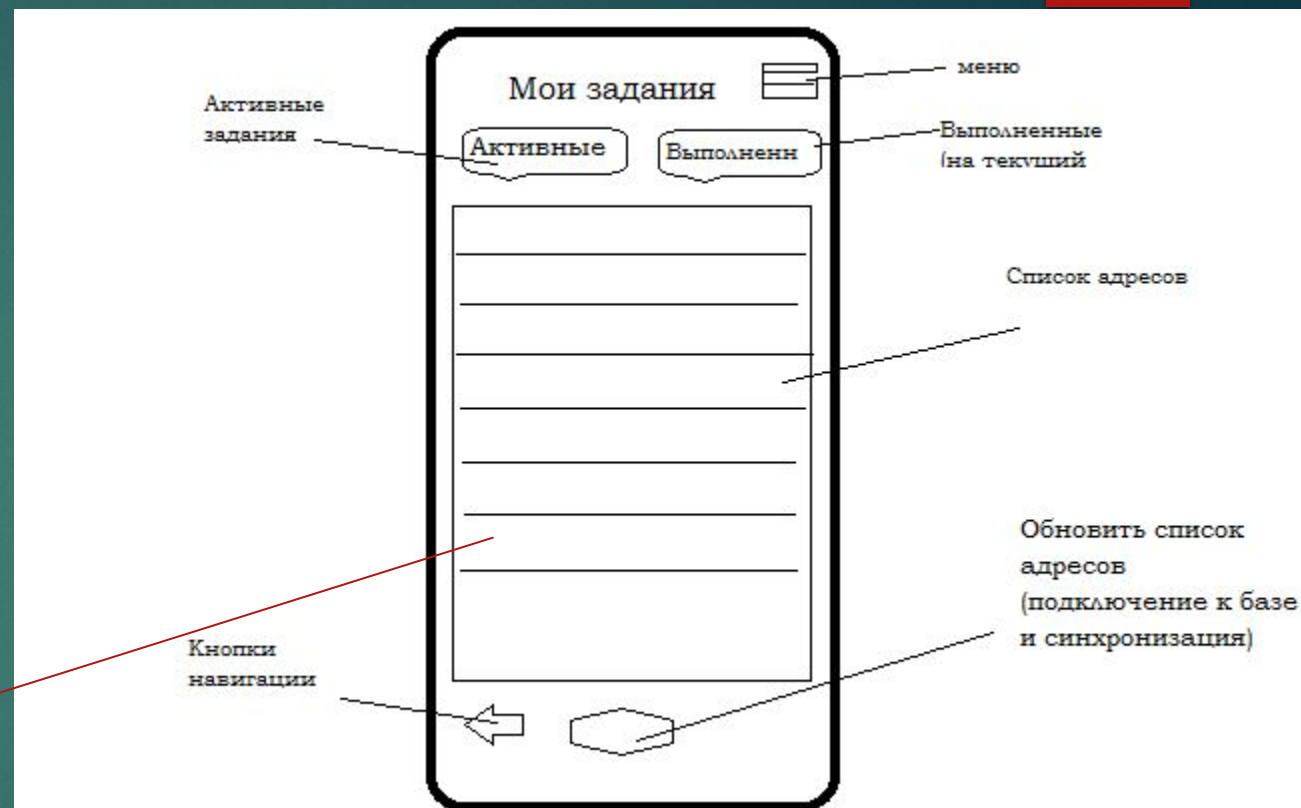 Мои задания
меню
Активные
задания
Активные
Выполненн
Выполненные
(на текуший
Список адресов
Обновить список
адресов
(подключение к базе
и синхронизация)
Кнопки
навигации